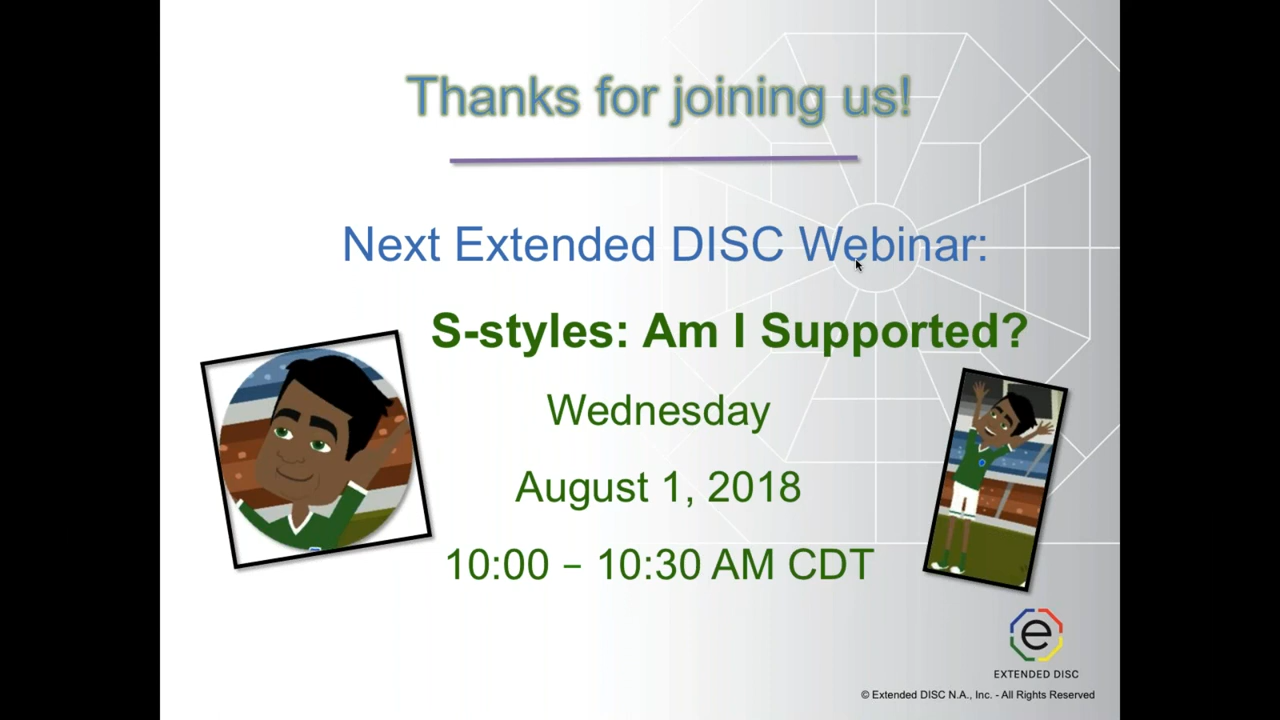 Thanks for joining us!
Next Extended DISC Webinar:
S-styles: Am I Supported?
Wednesday
August 1, 2018
10:00 – 10:30 AM CDT
e
EXTENDED DISC
© Extended DISC N.A., Inc. - All Rights Reserved